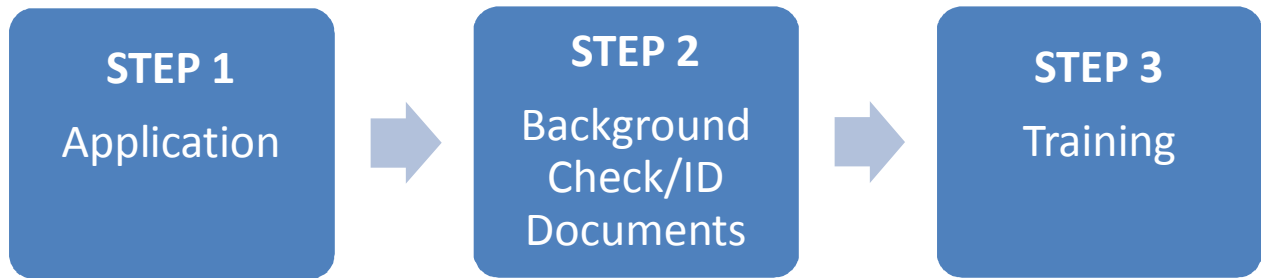 STEP 1
Application
STEP 2
Background
Check/ID
Documents
STEP 3
Training